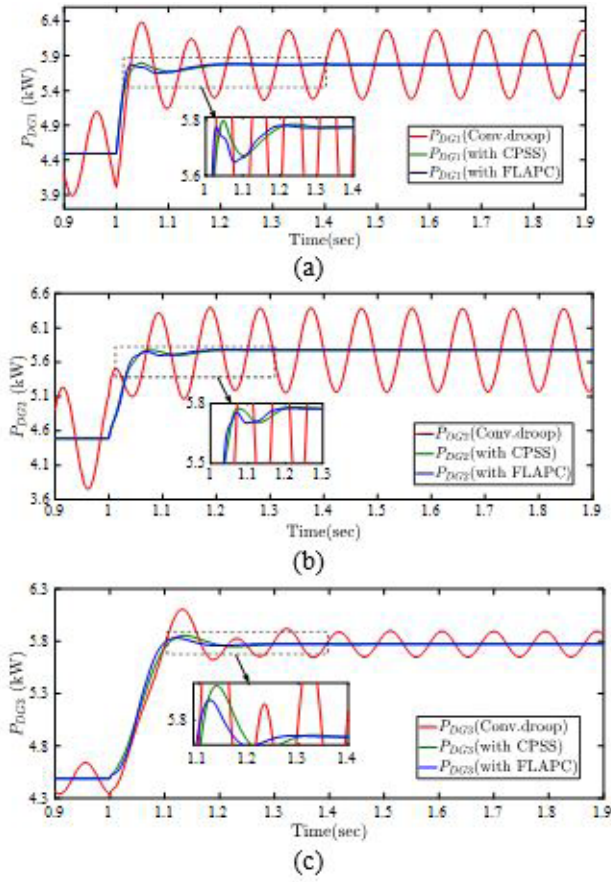 6.4
5.9
5.4
4.9
4.4
3.9
P_DG1 (kW)
5.8
5.6
1 1.1 1.2 1.3 1.4
P_DG1(Conv.droop)
P_DG1(with CPSS)
P_DG1(with FLAPC)
0.9 1 1.1 1.2 1.3 1.4 1.5 1.6 1.7 1.8 1.9
Time(sec)
(a)
6.6
6.1
5.6
5.1
4.6
4.1
3.6
P_DG2 (kW)
5.8
5.5
1 1.1 1.2 1.3
P_DG2(Conv.droop)
P_DG2(with CPSS)
P_DG2(with FLAPC)
0.9 1 1.1 1.2 1.3 1.4 1.5 1.6 1.7 1.8 1.9
Time(sec)
(b)
6.3
5.8
5.3
4.8
4.3
P_DG3 (kW)
5.8
1.1 1.2 1.3 1.4
P_DG3(Conv.droop)
P_DG3(with CPSS)
P_DG3(with FLAPC)
0.9 1 1.1 1.2 1.3 1.4 1.5 1.6 1.7 1.8 1.9
Time(sec)
(c)